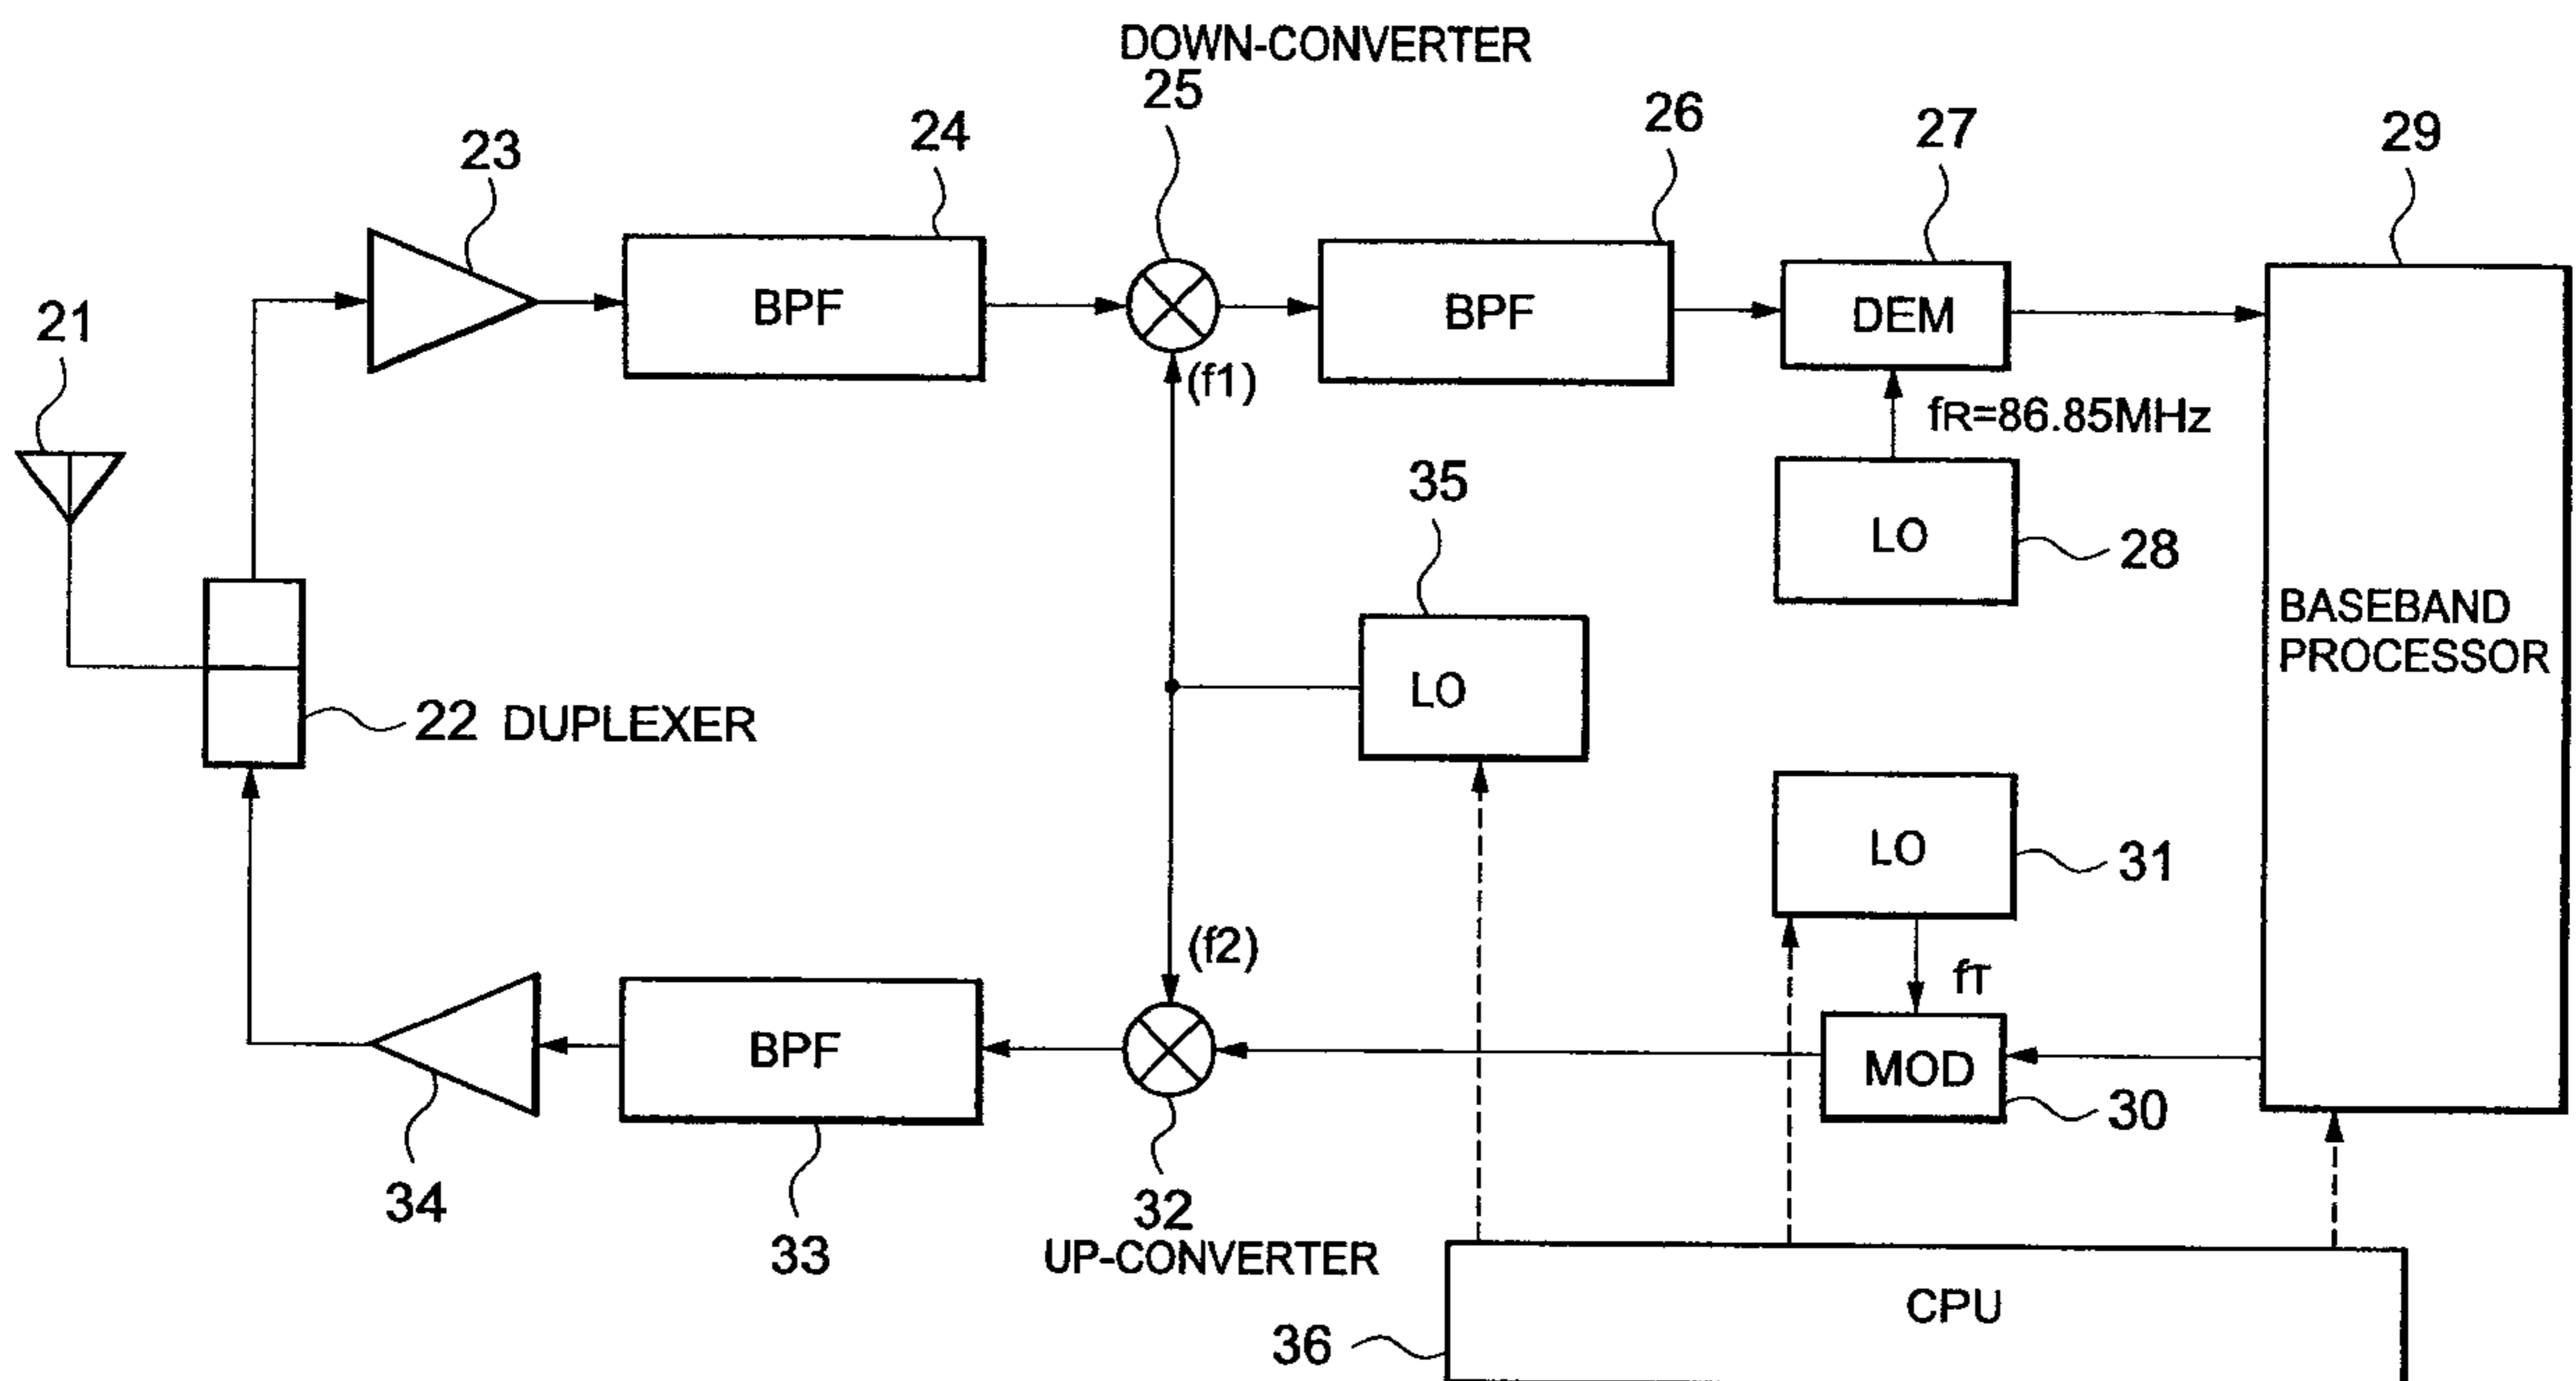 DOWN-CONVERTER
25
23
24
26
27
29
BPF
BPF
DEM
21
(f1)
fR=86.85MHz
35
LO
28
BASEBAND
PROCESSOR
LO
22 DUPLEXER
LO
31
(f2)
fT
BPF
MOD
30
34
33
32
UP-CONVERTER
CPU
36